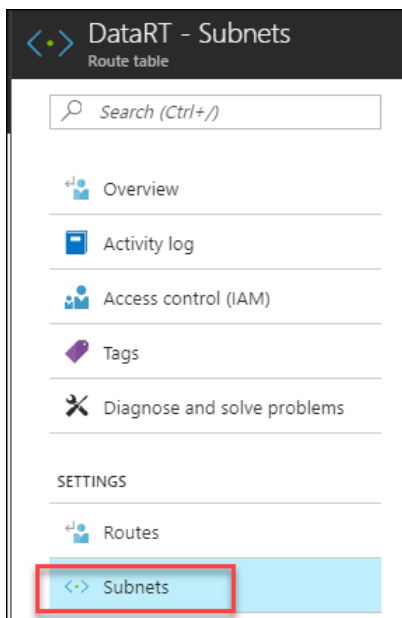 DataRT - Subnets
Route table
Search (Ctrl+/)
Overview
Activity log
Access control (IAM)
Tags
Diagnose and solve problems
SETTINGS
Routes
Subnets